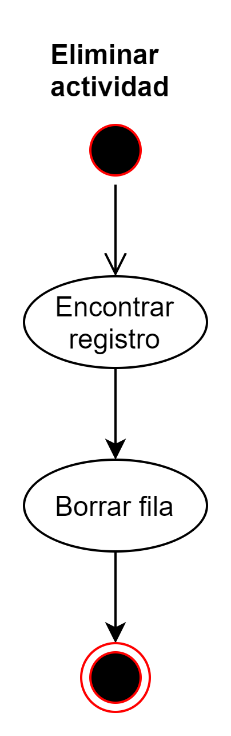 Eliminar
actividad
Encontrar
registro
Borrar fila